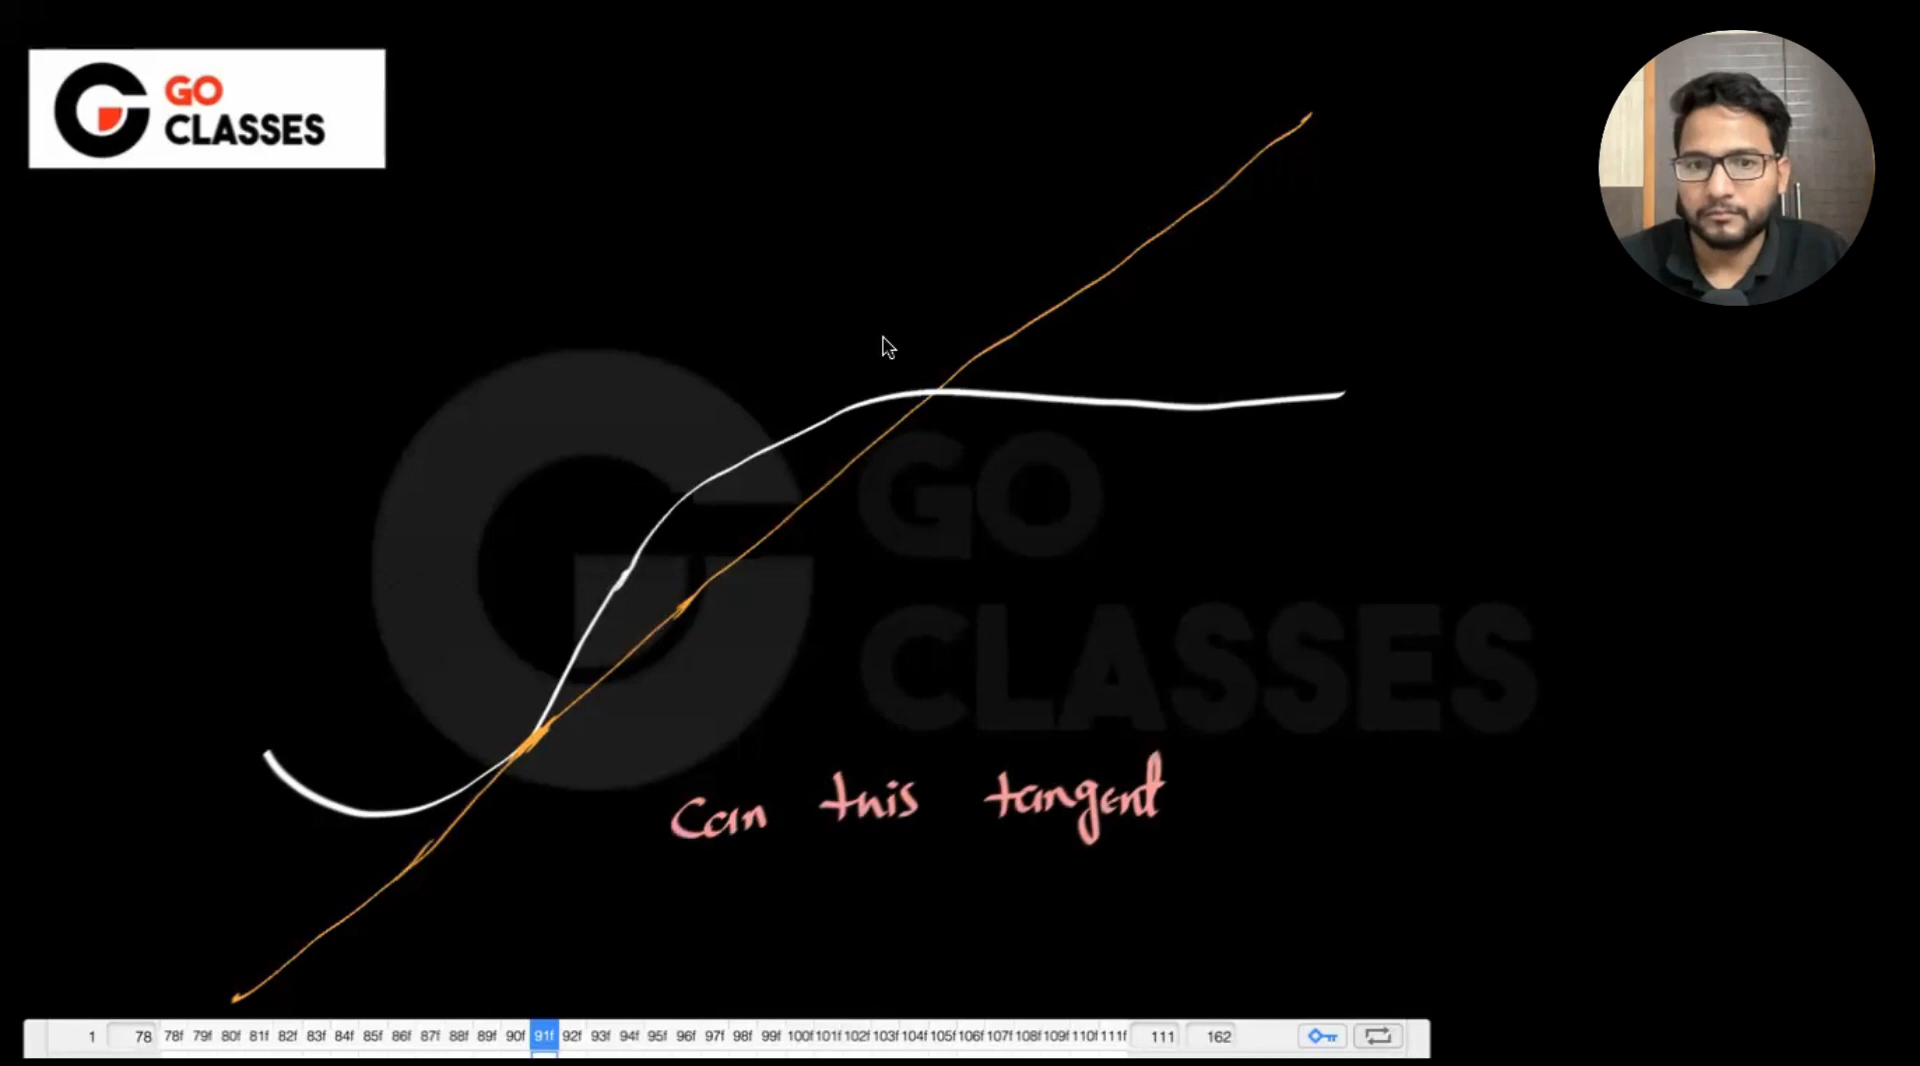 GO
CLASSES
GO
CLASSES
Can this tangent
1 78 78f 79f 80f 81f 82f 83f 84f 85f 86f 87f 88f 89f 90f 91f 92f 93f 94f 95f 96f 97f 98f 99f 100f 101f 102f 103f 104f 105f 106f 107f 108f 109f 110f 111f 111 162